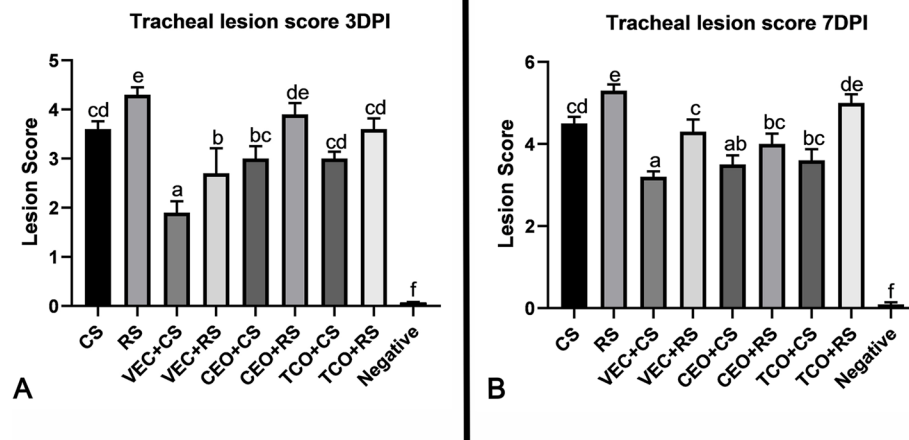 Tracheal lesion score 3DPI
Lesion Score
5
4
3
2
1
0
cd
e
a
b
bc
de
cd
cd
f
CS
RS
VEC+CS
VEC+RS
CEO+CS
CEO+RS
TCO+CS
TCO+RS
Negative
A
Tracheal lesion score 7DPI
Lesion Score
6
4
2
0
cd
e
a
c
ab
bc
bc
de
f
CS
RS
VEC+CS
VEC+RS
CEO+CS
CEO+RS
TCO+CS
TCO+RS
Negative
B